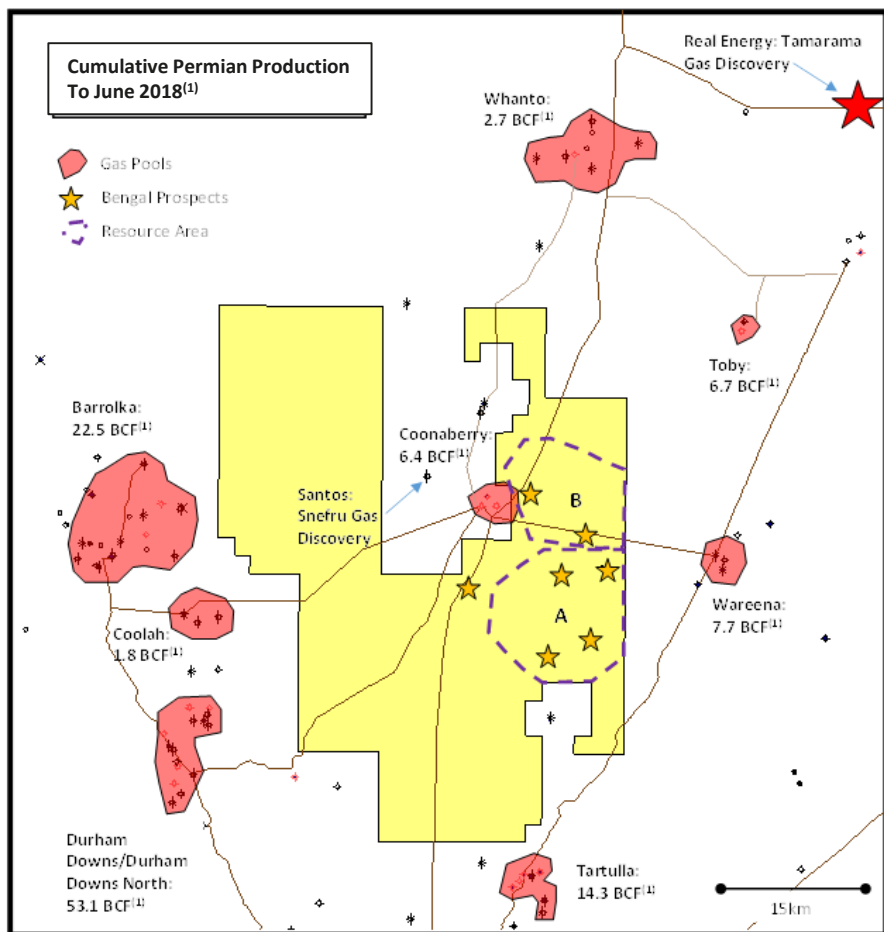 Cumulative Permian Production
To June 2018(1)
Gas Pools
Bengal Prospects
Resource Area
Real Energy: Tamarama
Gas Discovery
Whanto:
2.7 BCF(1)
Toby:
6.7 BCF(1)
Barrolka:
22.5 BCF(1)
Coonaberry:
6.4 BCF(1)
Santos:
Snefru Gas
Discovery
B
A
Wareena:
7.7 BCF(1)
Coolah:
1.8 BCF(1)
Durham
Downs/Durham
Downs North:
53.1 BCF(1)
Tartulla:
14.3 BCF(1)
15km